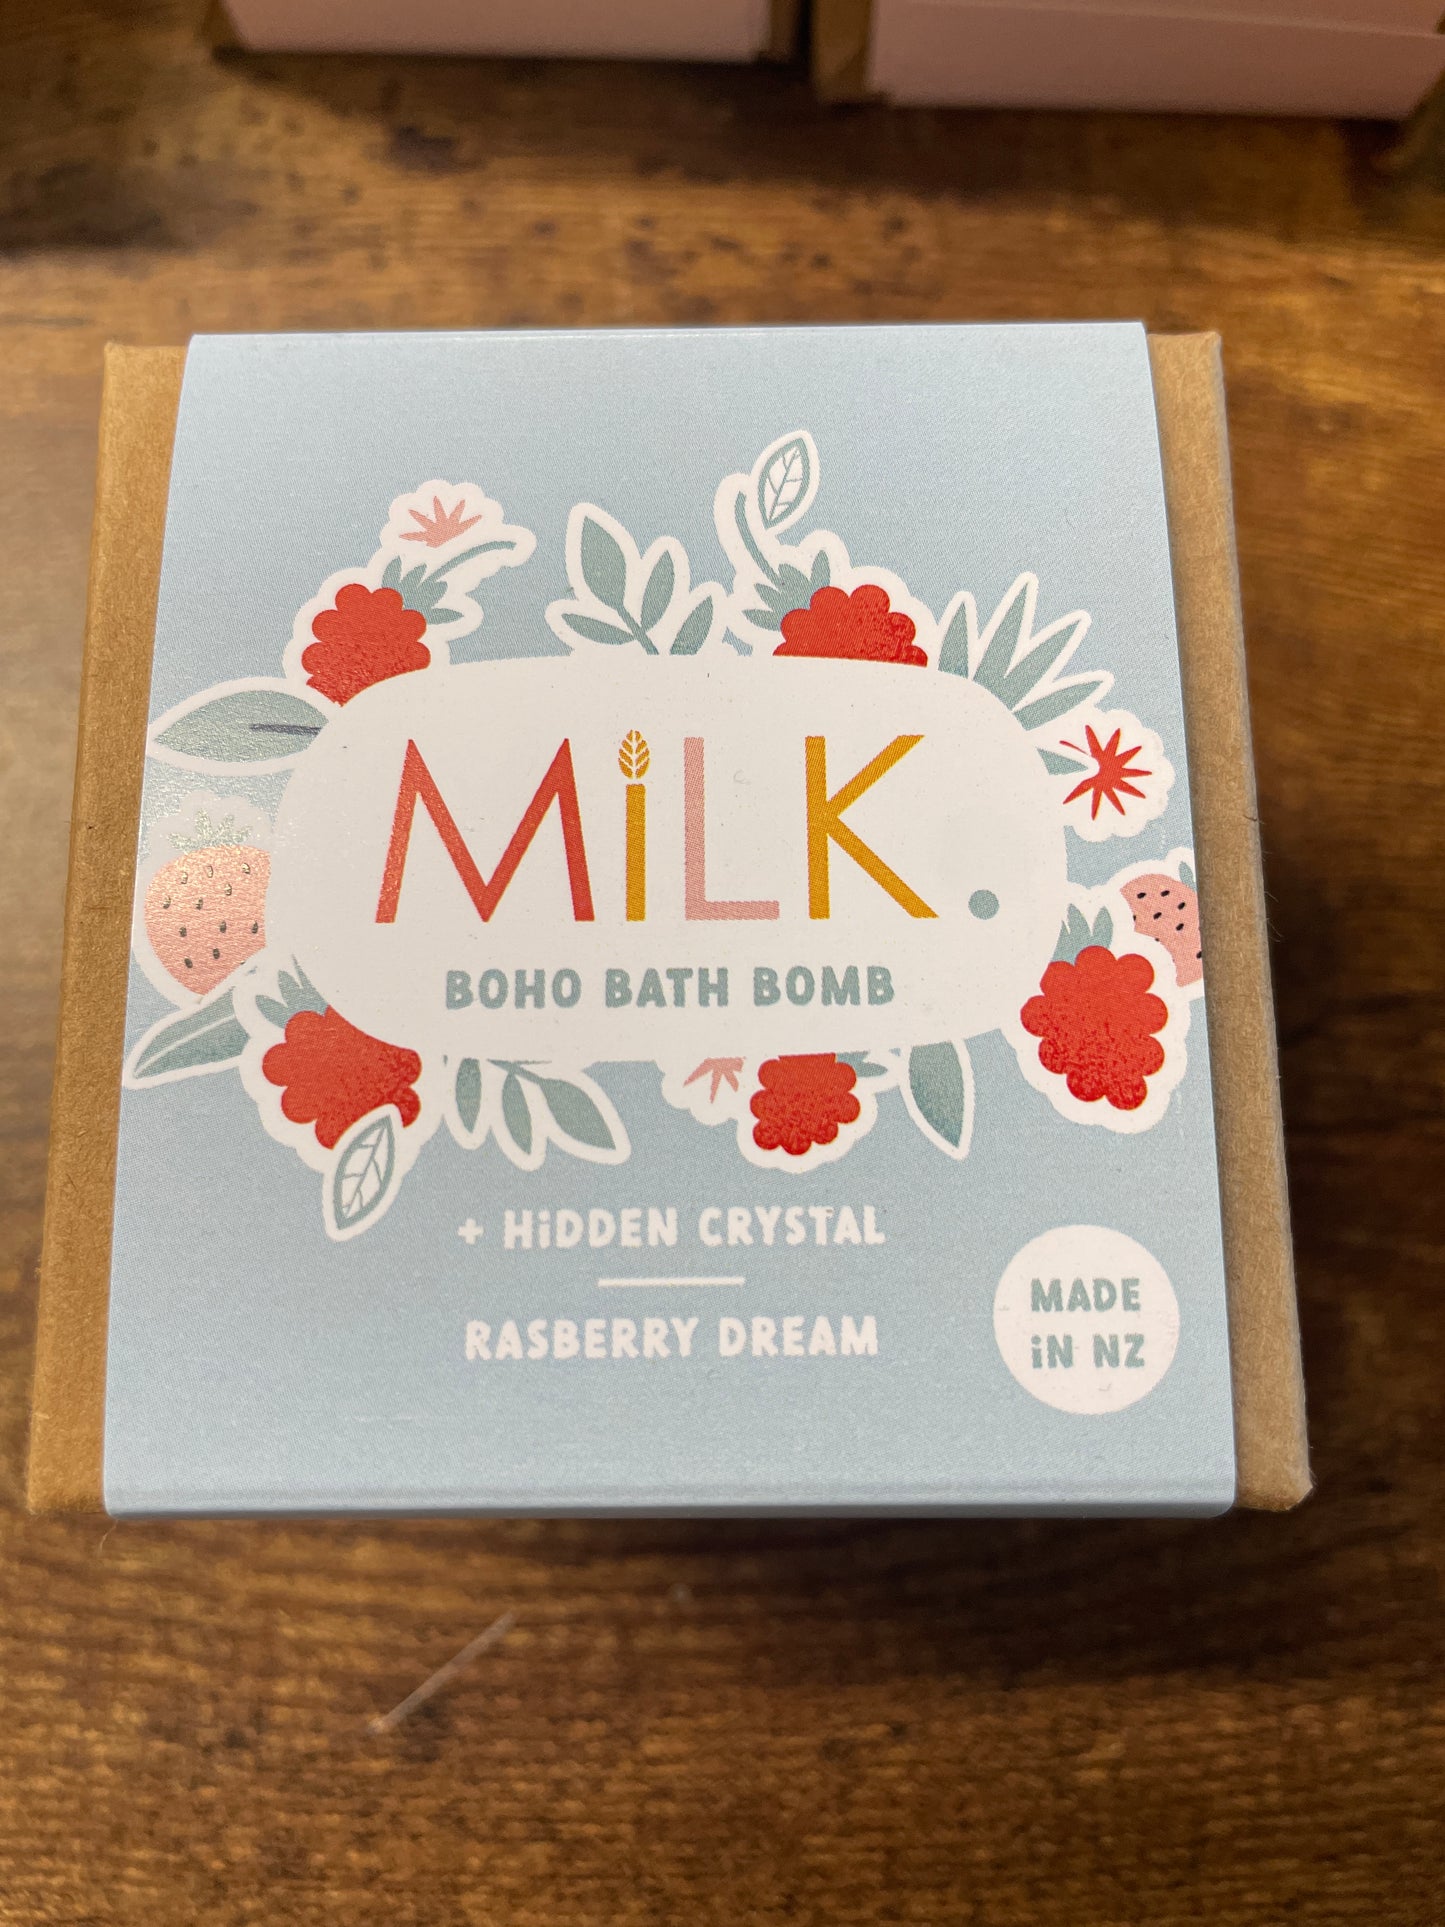 MiLK.
BOHO BATH BOMB
+ HiDDEN CRYSTAL
RASBERRY DREAM
MADE
iN NZ